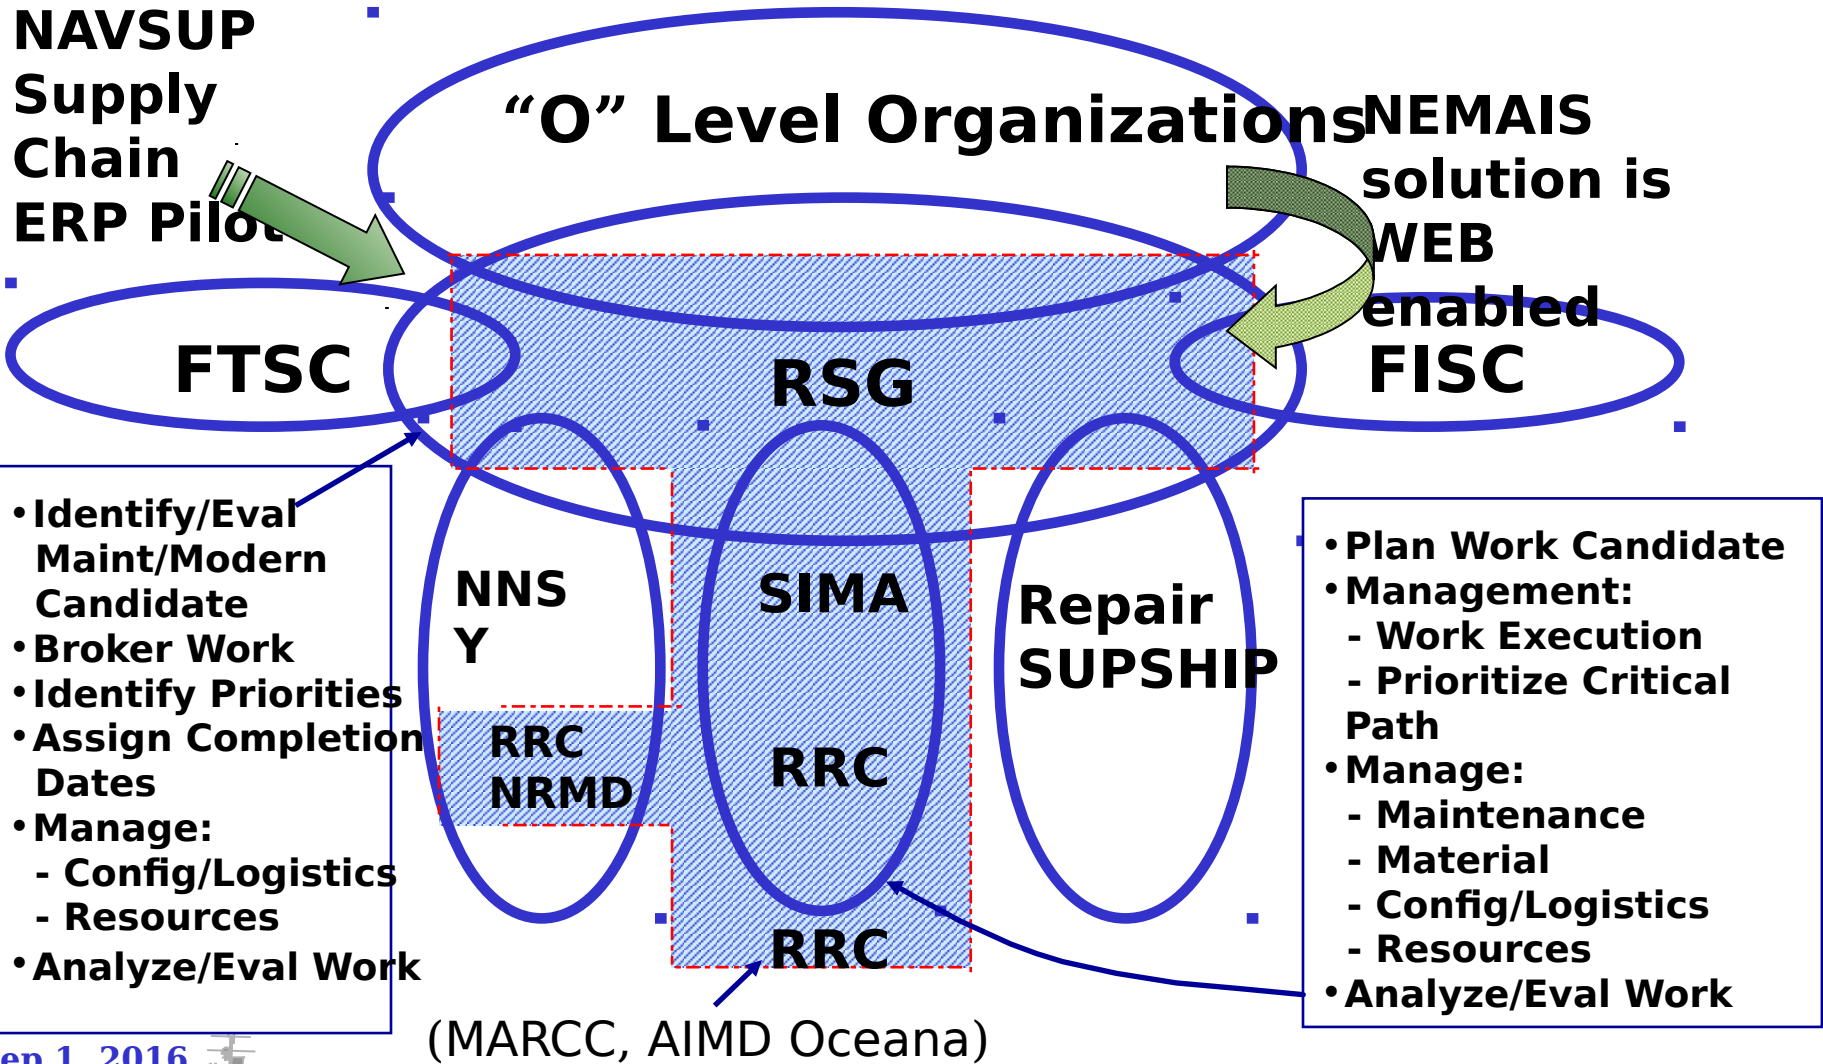 NAVSUP
Supply
Chain
ERP Pilot
“O” Level Organizations
NEMAIS
solution is
WEB
enabled
FTSC
RSG
FISC
•Identify/Eval
Maint/Modern
Candidate
•Broker Work
•Identify Priorities
•Assign Completion
Dates
•Manage:
- Config/Logistics
- Resources
•Analyze/Eval Work
NNS
Y
RRC
NRMD
SIMA
RRC
RRC
Repair
SUPSHIP
•Plan Work Candidate
•Management:
- Work Execution
- Prioritize Critical
Path
•Manage:
- Maintenance
- Material
- Config/Logistics
- Resources
•Analyze/Eval Work
(MARCC, AIMD Oceana)
ep 1, 2016